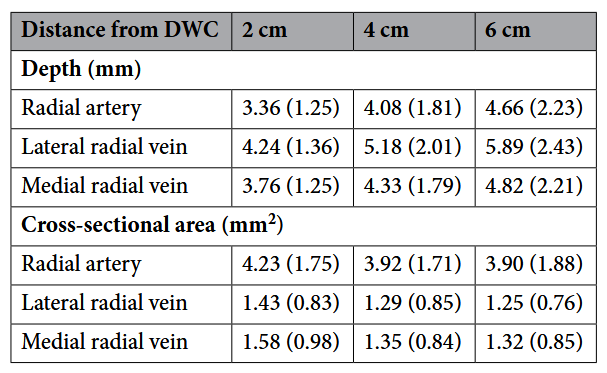 Distance from DWC 2 cm 4 cm 6 cm
Depth (mm)
Radial artery 3.36 (1.25) 4.08 (1.81) 4.66 (2.23)
Lateral radial vein 4.24 (1.36) 5.18 (2.01) 5.89 (2.43)
Medial radial vein 3.76 (1.25) 4.33 (1.79) 4.82 (2.21)
Cross-sectional area (mm²)
Radial artery 4.23 (1.75) 3.92 (1.71) 3.90 (1.88)
Lateral radial vein 1.43 (0.83) 1.29 (0.85) 1.25 (0.76)
Medial radial vein 1.58 (0.98) 1.35 (0.84) 1.32 (0.85)